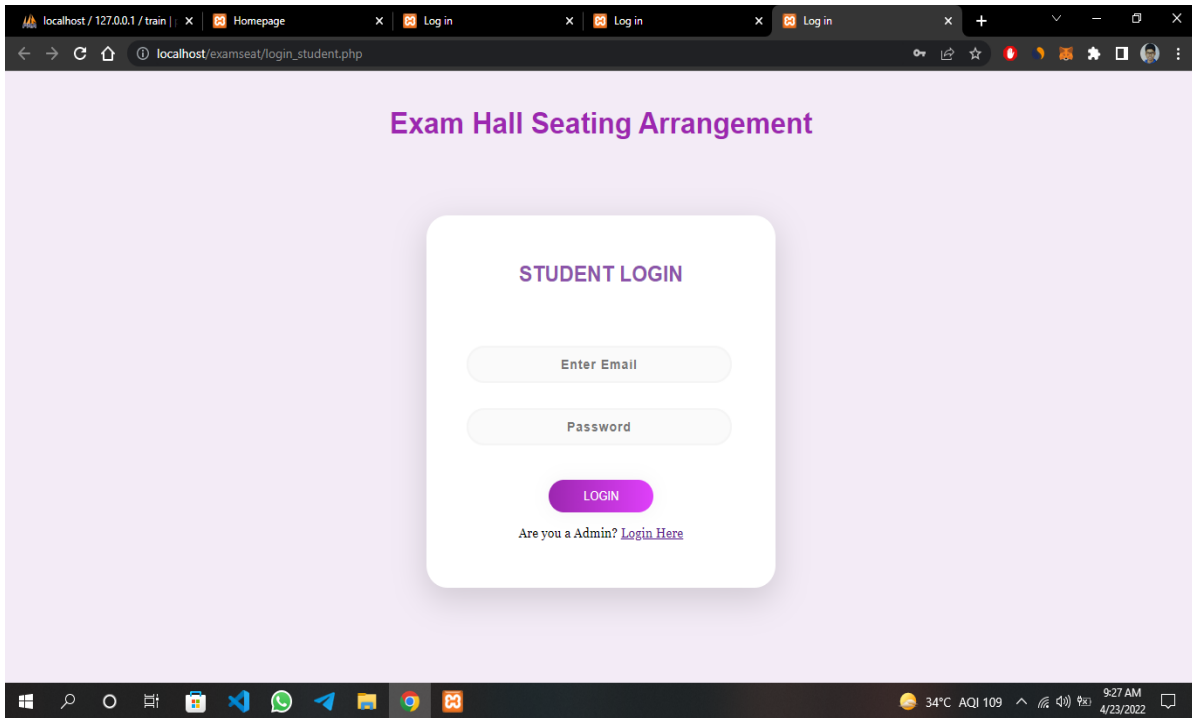 localhost / 127.0.0.1 / train |
Homepage
Log in
Log in
Log in
localhost/examseat/login_student.php
Exam Hall Seating Arrangement
STUDENT LOGIN
Enter Email
Password
LOGIN
Are you a Admin? Login Here
34°C AQI 109
9:27 AM
4/23/2022